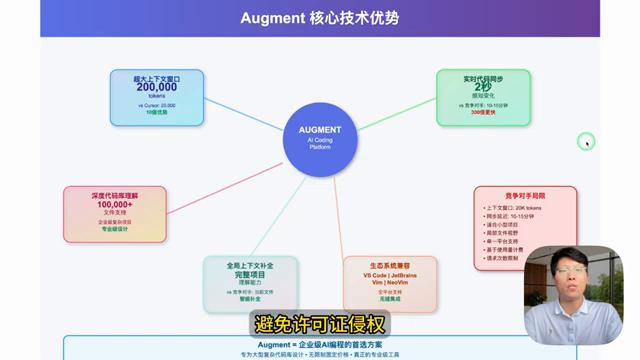 Augment 核心技术优势
超大上下文窗口
200,000
tokens
vs Cursor: 20,000
10倍优势
实时代码同步
2秒
感知变化
vs 竞争对手: 10-15分钟
300倍更快
AUGMENT
AI Coding
Platform
深度代码库理解
100,000+
文件支持
企业级复杂项目
专业级设计
竞争对手局限
• 上下文窗口: 20K tokens
• 同步延迟: 10-15分钟
• 适合小型项目
• 局部文件视野
• 单一平台支持
• 基于使用量计费
• 请求次数限制
全局上下文补全
完整项目
理解能力
vs 竞争对手: 当前文件
智能补全
生态系统兼容
VS Code | JetBrains
Vim | NeoVim
全平台支持
无缝集成
避免许可证侵权
Augment = 企业级AI编程的首选方案
专为大型复杂代码库设计 • 无限制固定价格 • 真正的专业级工具